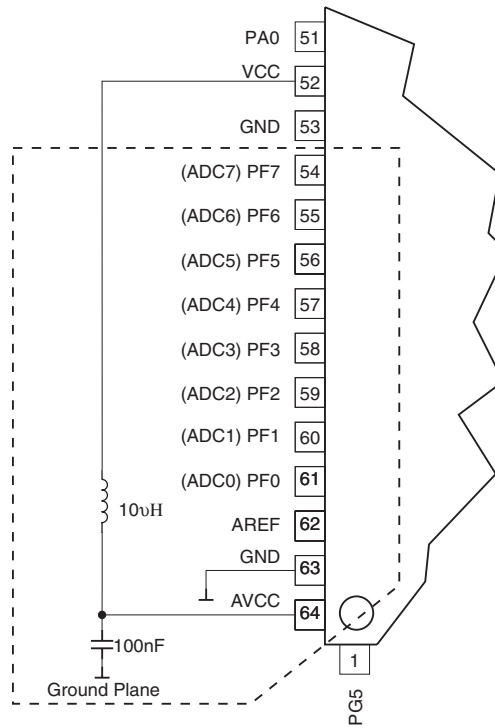 PA0 51
VCC 52
GND 53
(ADC7) PF7 54
(ADC6) PF6 55
(ADC5) PF5 56
(ADC4) PF4 57
(ADC3) PF3 58
(ADC2) PF2 59
(ADC1) PF1 60
(ADC0) PF0 61
10υH
AREF 62
GND 63
AVCC 64
100nF
Ground Plane
1
PG5